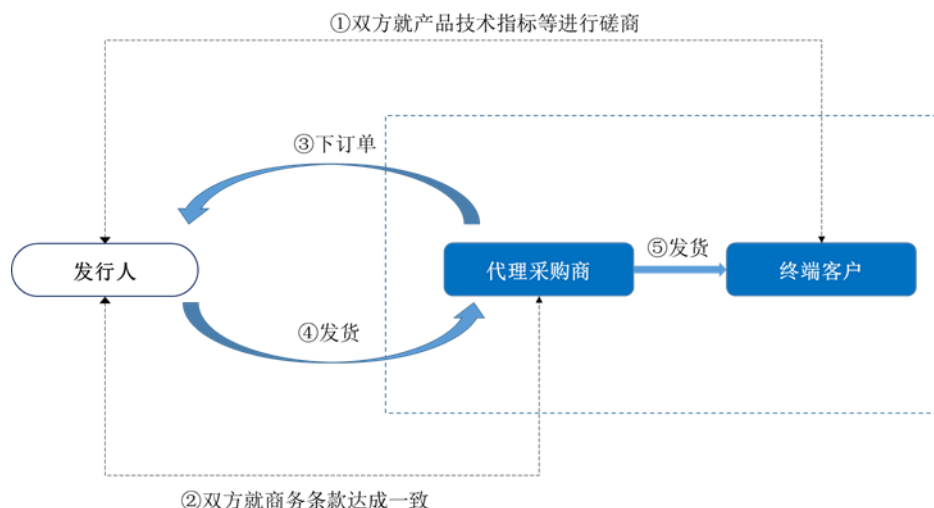 ①双方就产品技术指标等进行磋商
③下订单
发行人
代理采购商
⑤发货
终端客户
④发货
②双方就商务条款达成一致